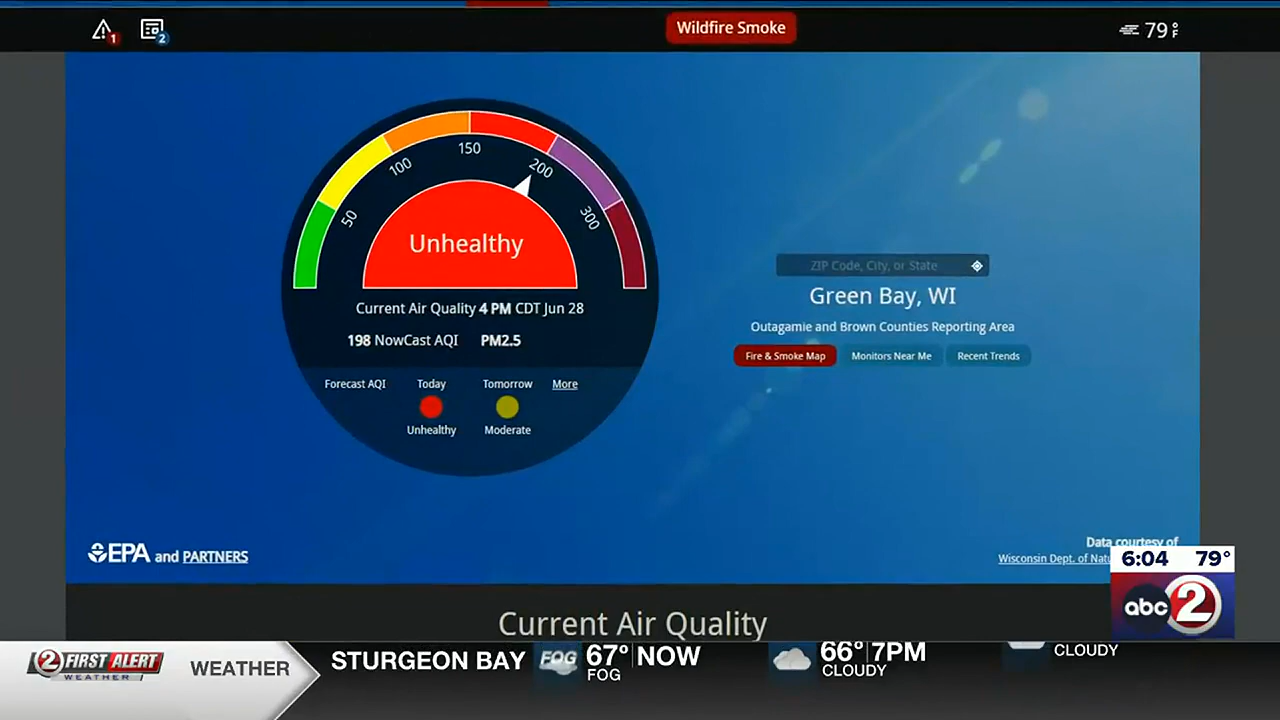 1
2
Wildfire Smoke
79 °F
50
100
150
200
300
Unhealthy
Current Air Quality 4 PM CDT Jun 28
198 NowCast AQI PM2.5
Forecast AQI Today Tomorrow More
Unhealthy Moderate
ZIP Code, City, or State
Green Bay, WI
Outagamie and Brown Counties Reporting Area
Fire & Smoke Map Monitors Near Me Recent Trends
EPA and PARTNERS
Data courtesy of
Wisconsin Dept. of
6:04 79°
abc 2
Current Air Quality
2 FIRST ALERT
WEATHER
WEATHER
STURGEON BAY
FOG
67° NOW
FOG
66° 7PM
CLOUDY
CLOUDY